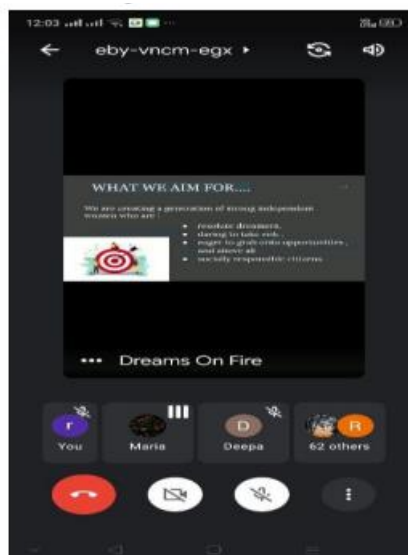 12:03
eby-vncm-egx
WHAT WE AIM FOR....
We are creating a generation of strong independent
women who are :
resolute dreamers,
daring to take risk ,
eager to grab onto opportunities ,
and above all
socially responsible citizens
Dreams On Fire
r
You
Maria
D
Deepa
R
62 others